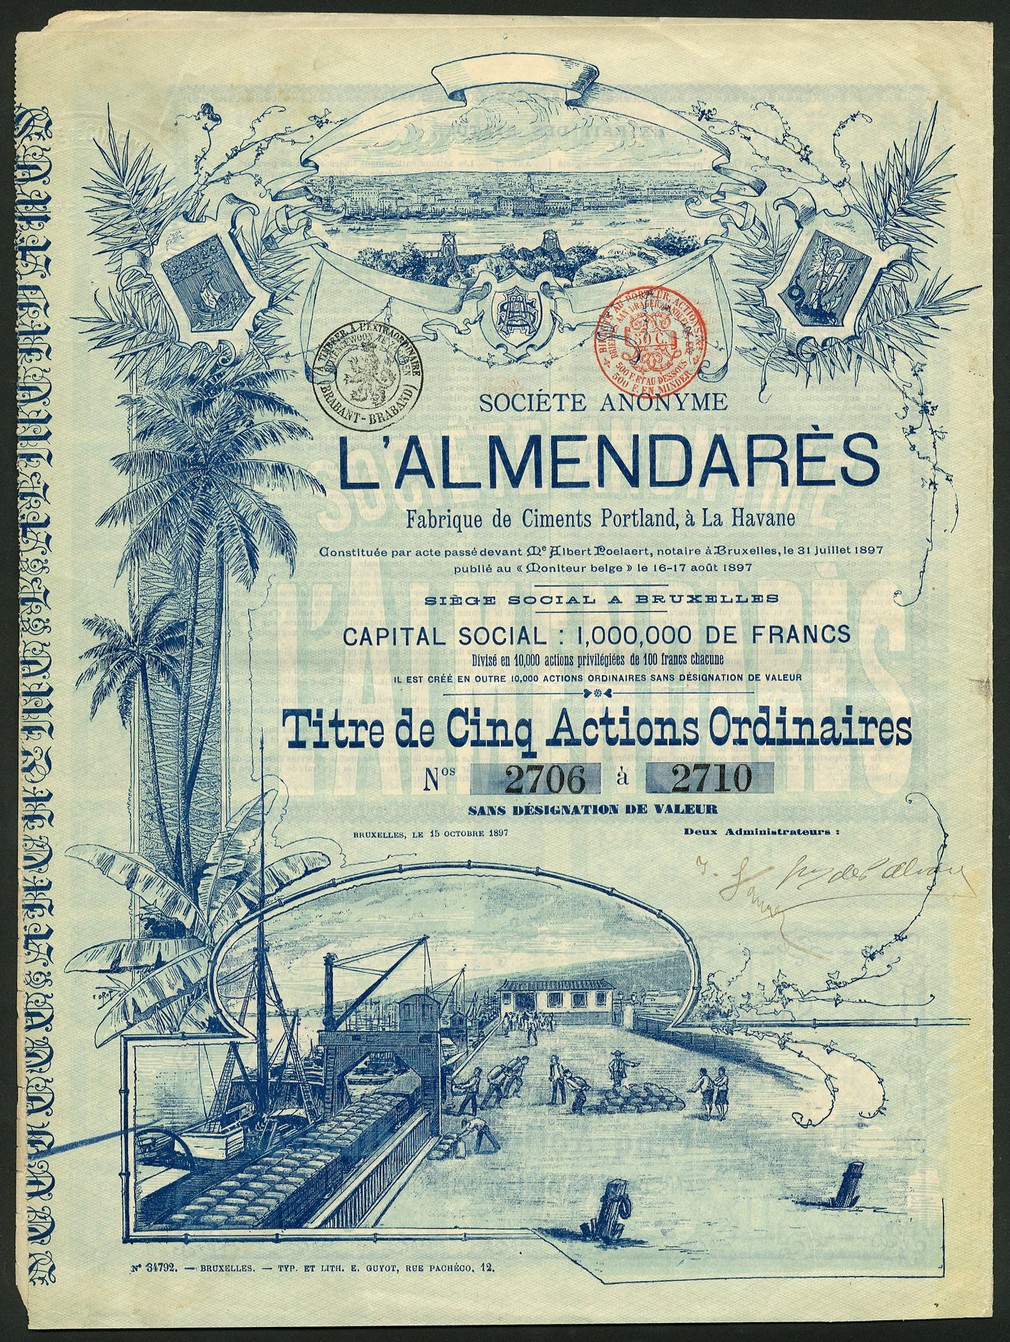 SOCIÉTÉ ANONYME
L'ALMENDARÈS
Fabrique de Ciments Portland, à La Havane
Constituée par acte passé devant Me Albert Poelaert, notaire à Bruxelles, le 31 juillet 1897
publié au « Moniteur belge » le 16-17 août 1897
SIÈGE SOCIAL A BRUXELLES
CAPITAL SOCIAL : 1,000,000 DE FRANCS
Divisé en 10,000 actions privilégiées de 100 francs chacune
IL EST CRÉÉ EN OUTRE 10,000 ACTIONS ORDINAIRES SANS DÉSIGNATION DE VALEUR
Titre de Cinq Actions Ordinaires
Nos 2706 à 2710
SANS DÉSIGNATION DE VALEUR
BRUXELLES, LE 15 OCTOBRE 1897
Deux Administrateurs :
No 34792. — BRUXELLES. — TYP. ET LITH. E. GUYOT, RUE PACHÉCO, 12.